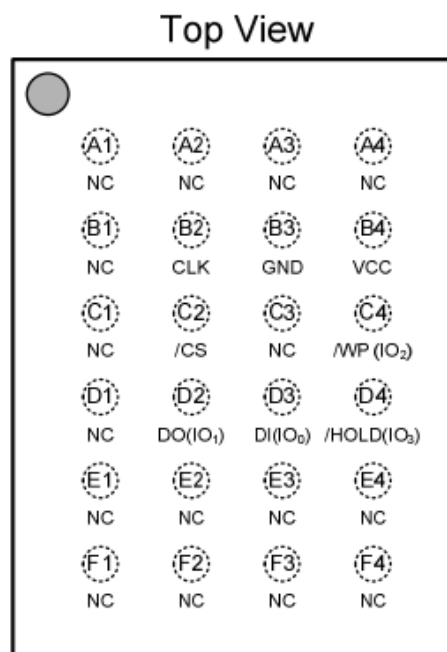 Top View
A1 A2 A3 A4
NC NC NC NC
B1 B2 B3 B4
NC CLK GND VCC
C1 C2 C3 C4
NC /CS NC /WP (IO₂)
D1 D2 D3 D4
NC DO(IO₁) DI(IO₀) /HOLD(IO₃)
E1 E2 E3 E4
NC NC NC NC
F1 F2 F3 F4
NC NC NC NC